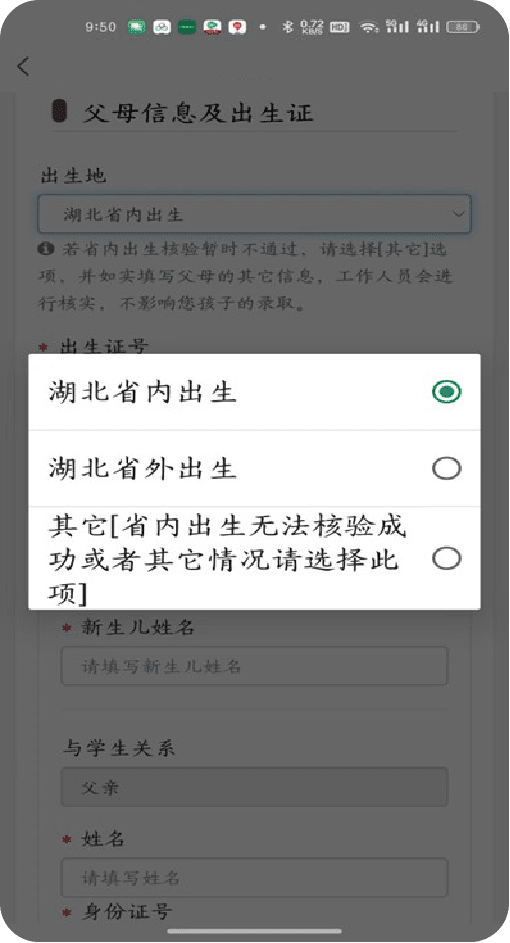 9:50
0.72 KB/S
HD
5G
4G
86
父母信息及出生证
出生地
湖北省内出生
若省内出生核验暂时不通过，请选择[其它]选
项，并如实填写父母的其它信息，工作人员会进
行核实，不影响您孩子的录取。
* 出生证号
湖北省内出生
湖北省外出生
其它[省内出生无法核验成
功或者其它情况请选择此
项]
* 新生儿姓名
请填写新生儿姓名
与学生关系
父亲
* 姓名
请填写姓名
* 身份证号